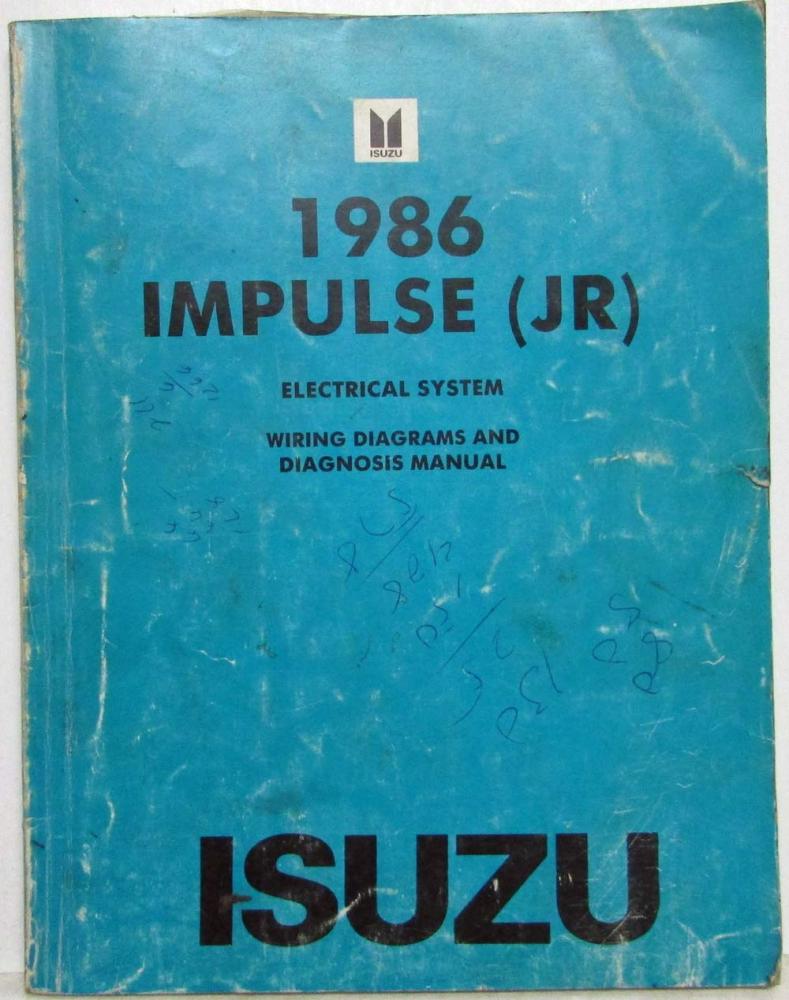 ISUZU
1986
IMPULSE (JR)
ELECTRICAL SYSTEM
WIRING DIAGRAMS AND
DIAGNOSIS MANUAL
ISUZU